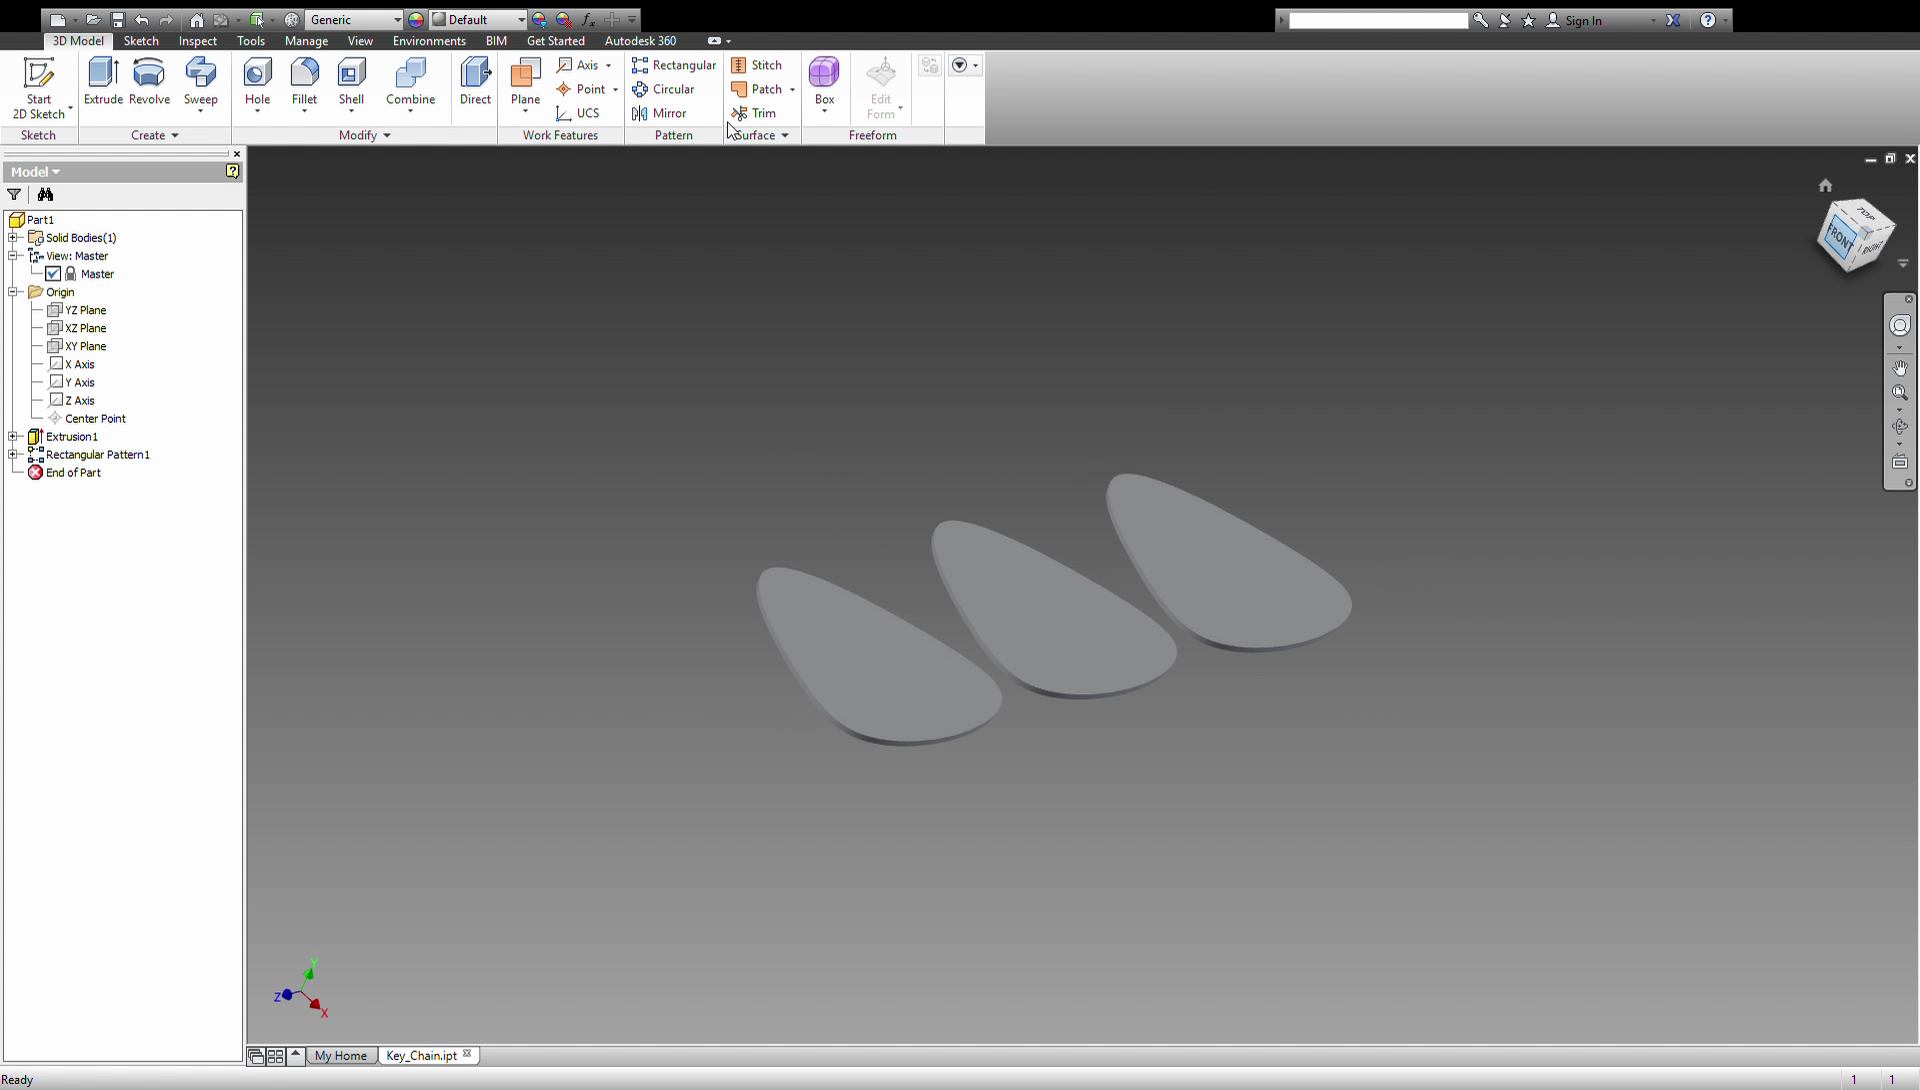 Generic
Default
Sign In
3D Model
Sketch
Inspect
Tools
Manage
View
Environments
BIM
Get Started
Autodesk 360
Start
2D Sketch
Extrude
Revolve
Sweep
Hole
Fillet
Shell
Combine
Direct
Plane
Axis
Point
UCS
Rectangular
Circular
Mirror
Stitch
Patch
Trim
Box
Edit
Form
Sketch
Create
Modify
Work Features
Pattern
Surface
Freeform
Model
Part1
Solid Bodies(1)
View: Master
Master
Origin
YZ Plane
XZ Plane
XY Plane
X Axis
Y Axis
Z Axis
Center Point
Extrusion1
Rectangular Pattern1
End of Part
TOP
FRONT
RIGHT
Y
Z
X
My Home
Key_Chain.ipt
Ready
1
1